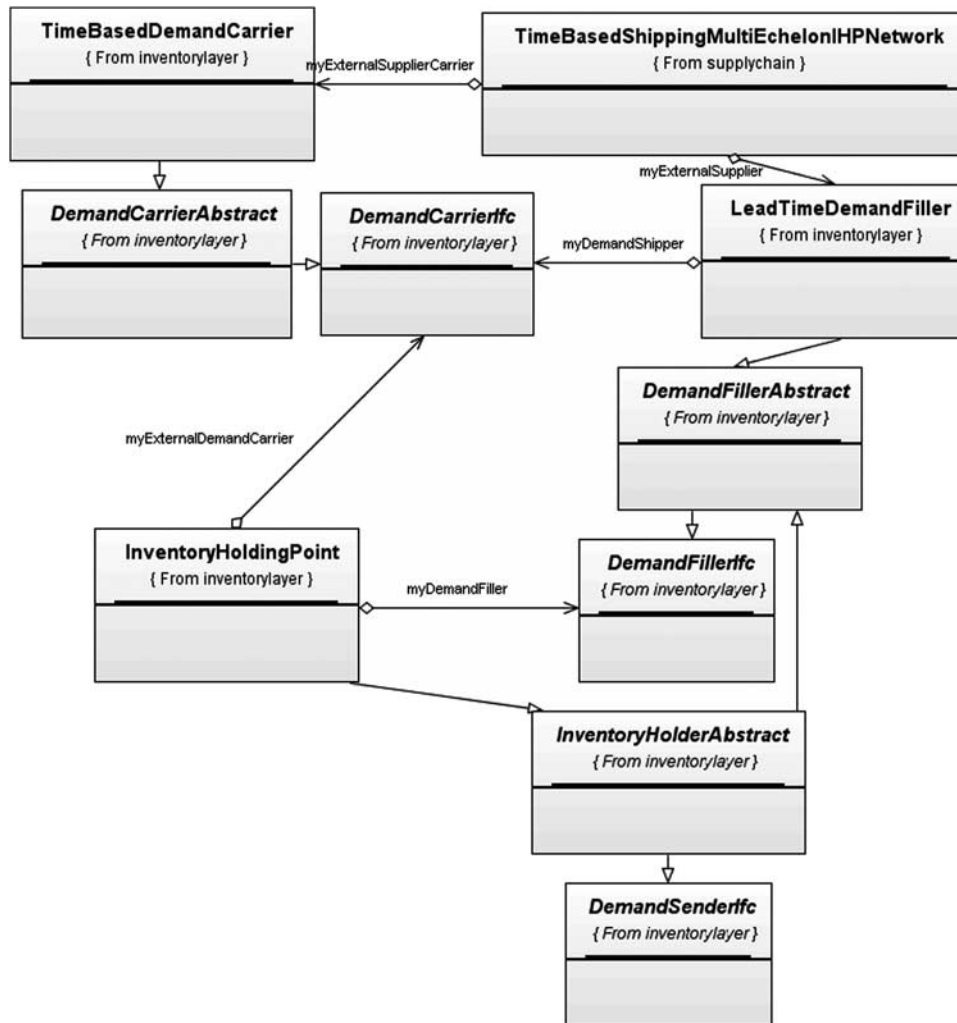 TimeBasedDemandCarrier
{ From inventorylayer }
TimeBasedShippingMultiEchelonIHPNetwork
{ From supplychain }
myExternalSupplierCarrier
myExternalSupplier
DemandCarrierAbstract
{ From inventorylayer }
DemandCarrierIfc
{ From inventorylayer }
LeadTimeDemandFiller
{ From inventorylayer }
myDemandShipper
DemandFillerAbstract
{ From inventorylayer }
myExternalDemandCarrier
InventoryHoldingPoint
{ From inventorylayer }
myDemandFiller
DemandFillerIfc
{ From inventorylayer }
InventoryHolderAbstract
{ From inventorylayer }
DemandSenderIfc
{ From inventorylayer }